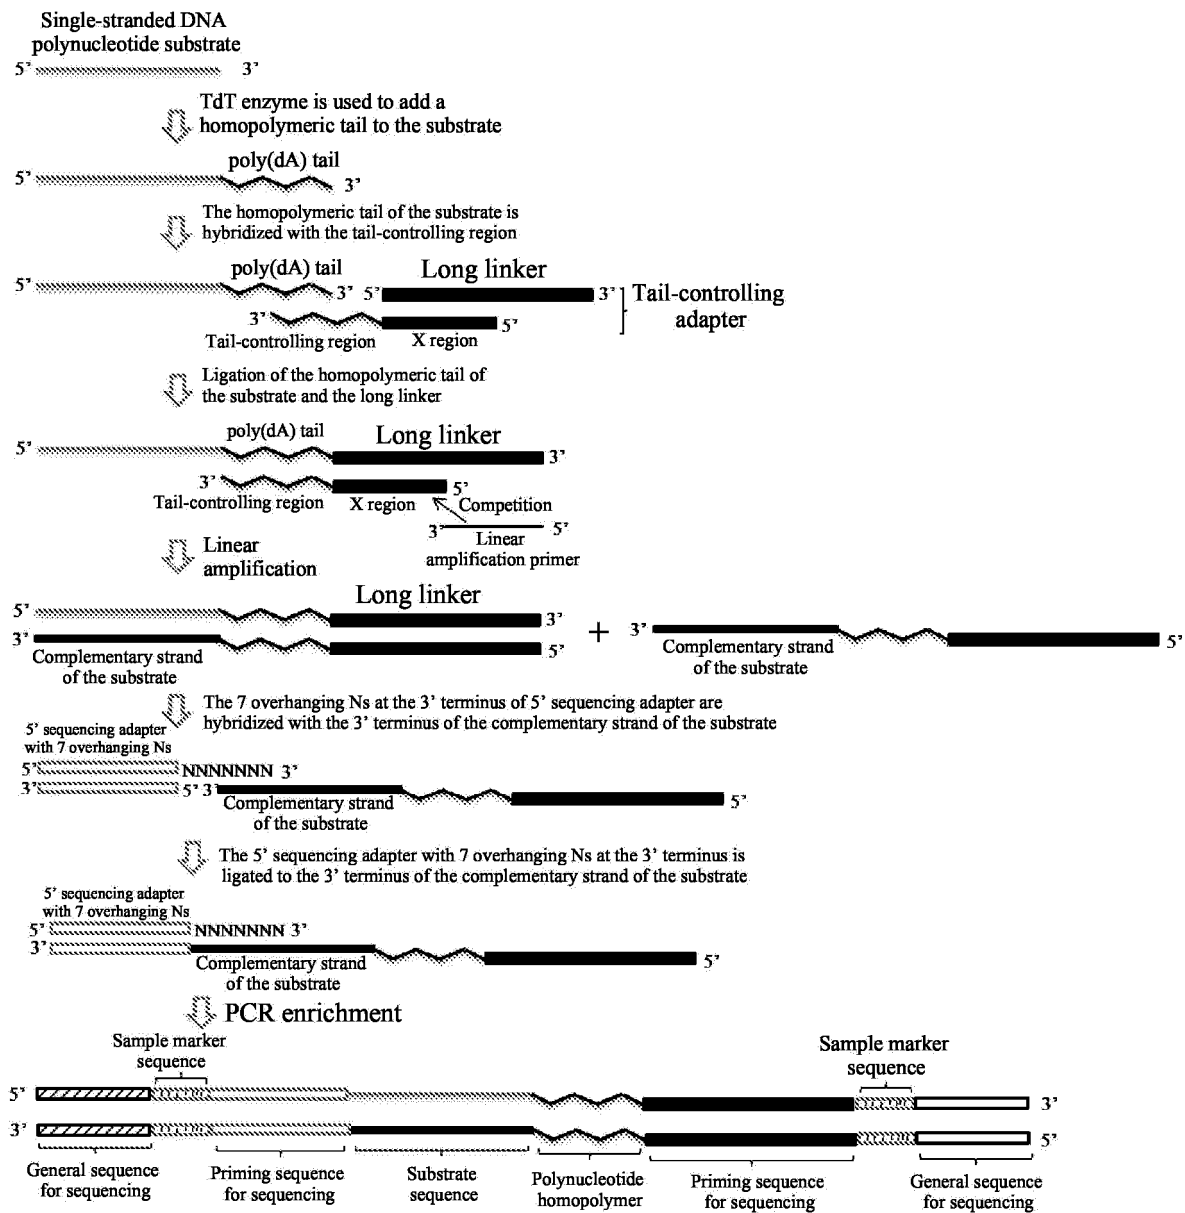 Single-stranded DNA
polynucleotide substrate
5’ 3’
TdT enzyme is used to add a
homopolymeric tail to the substrate
poly(dA) tail
5’ 3’
The homopolymeric tail of the substrate is
hybridized with the tail-controlling region
poly(dA) tail Long linker
5’ 3’ 5’ 3’
Tail-controlling
adapter
3’ 5’
Tail-controlling region X region
Ligation of the homopolymeric tail of
the substrate and the long linker
poly(dA) tail Long linker
5’ 3’
3’ 5’
Tail-controlling region X region Competition
3’ 5’
Linear
amplification primer
Linear
amplification
Long linker
5’ 3’
3’ 5’ + 3’ 5’
Complementary strand
of the substrate
Complementary strand
of the substrate
The 7 overhanging Ns at the 3’ terminus of 5’ sequencing adapter are
hybridized with the 3’ terminus of the complementary strand of the substrate
5’ sequencing adapter
with 7 overhanging Ns
5’ NNNNNNN 3’
3’ 5’ 3’ 5’
Complementary strand
of the substrate
The 5’ sequencing adapter with 7 overhanging Ns at the 3’ terminus is
ligated to the 3’ terminus of the complementary strand of the substrate
5’ sequencing adapter
with 7 overhanging Ns
5’ NNNNNNN 3’
3’ 5’
Complementary strand
of the substrate
PCR enrichment
Sample marker
sequence
Sample marker
sequence
5’ 3’
3’ 5’
General sequence
for sequencing
Priming sequence
for sequencing
Substrate
sequence
Polynucleotide
homopolymer
Priming sequence
for sequencing
General sequence
for sequencing